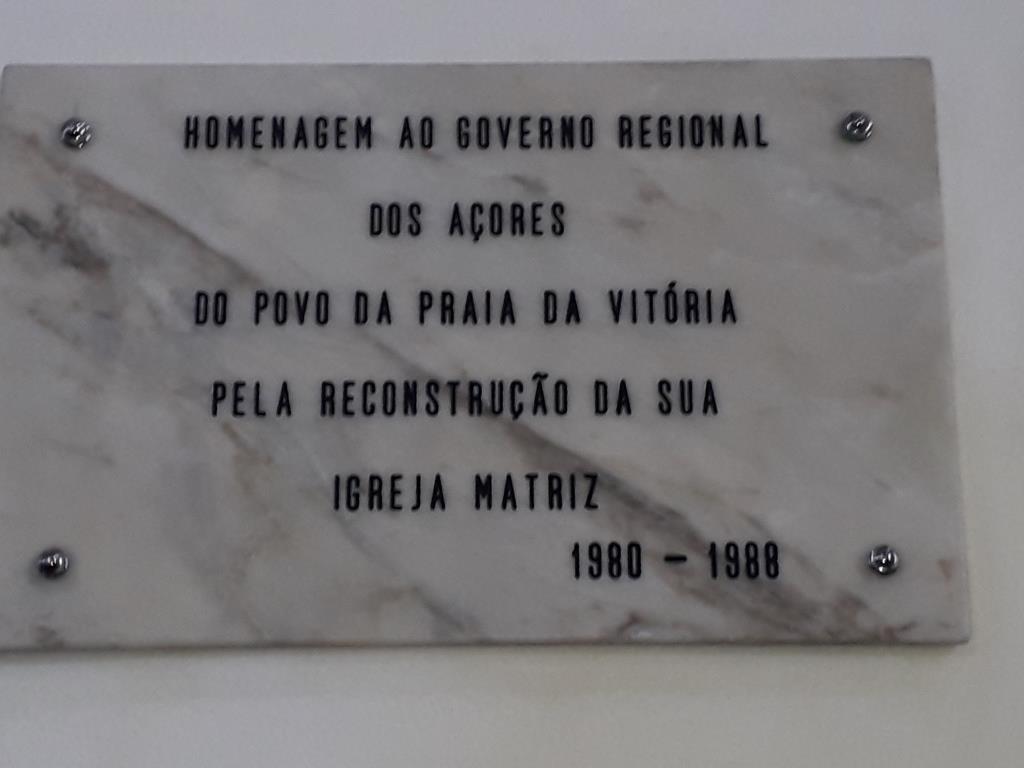 HOMENAGEM AO GOVERNO REGIONAL
DOS AÇORES
DO POVO DA PRAIA DA VITÓRIA
PELA RECONSTRUÇÃO DA SUA
IGREJA MATRIZ
1980 - 1988